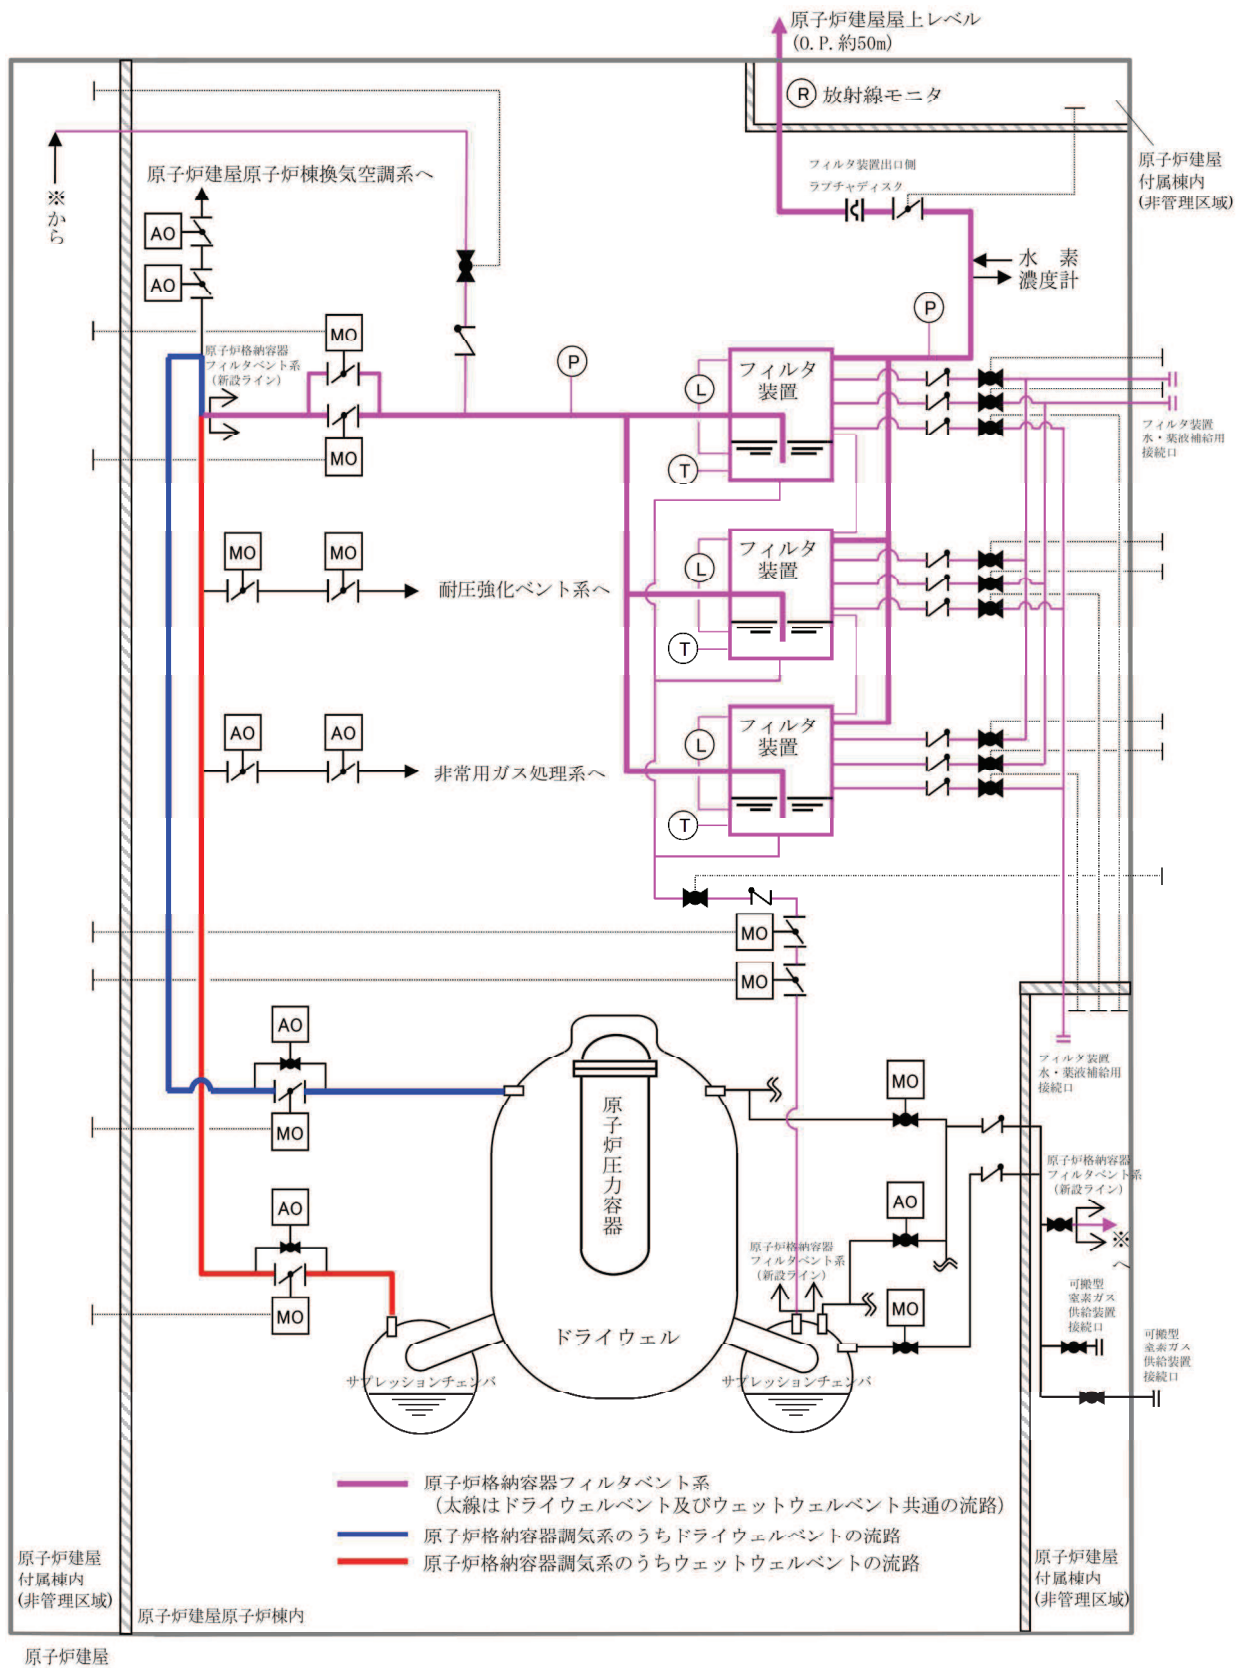 原子炉建屋屋上レベル
(O.P.約50m)
R 放射線モニタ
原子炉建屋
付属棟内
(非管理区域)
フィルタ装置出口側
ラプチャディスク
※から
原子炉建屋原子炉棟換気空調系へ
AO
AO
水 素
濃度計
P
MO
原子炉格納容器
フィルタベント系
(新設ライン)
P
フィルタ
装置
L
T
MO
フィルタ装置
水・薬液補給用
接続口
MO
MO
耐圧強化ベント系へ
フィルタ
装置
L
T
AO
AO
非常用ガス処理系へ
フィルタ
装置
L
T
MO
MO
AO
MO
原子炉圧力容器
MO
フィルタ装置
水・薬液補給用
接続口
原子炉格納容器
フィルタベント系
(新設ライン)
※へ
AO
AO
MO
原子炉格納容器
フィルタベント系
(新設ライン)
MO
可搬型
窒素ガス
供給装置
接続口
可搬型
窒素ガス
供給装置
接続口
ドライウェル
サプレッションチェンバ
サプレッションチェンバ
原子炉格納容器フィルタベント系
(太線はドライウェルベント及びウェットウェルベント共通の流路)
原子炉格納容器調気系のうちドライウェルベントの流路
原子炉格納容器調気系のうちウェットウェルベントの流路
原子炉建屋
付属棟内
(非管理区域)
原子炉建屋原子炉棟内
原子炉建屋
付属棟内
(非管理区域)
原子炉建屋